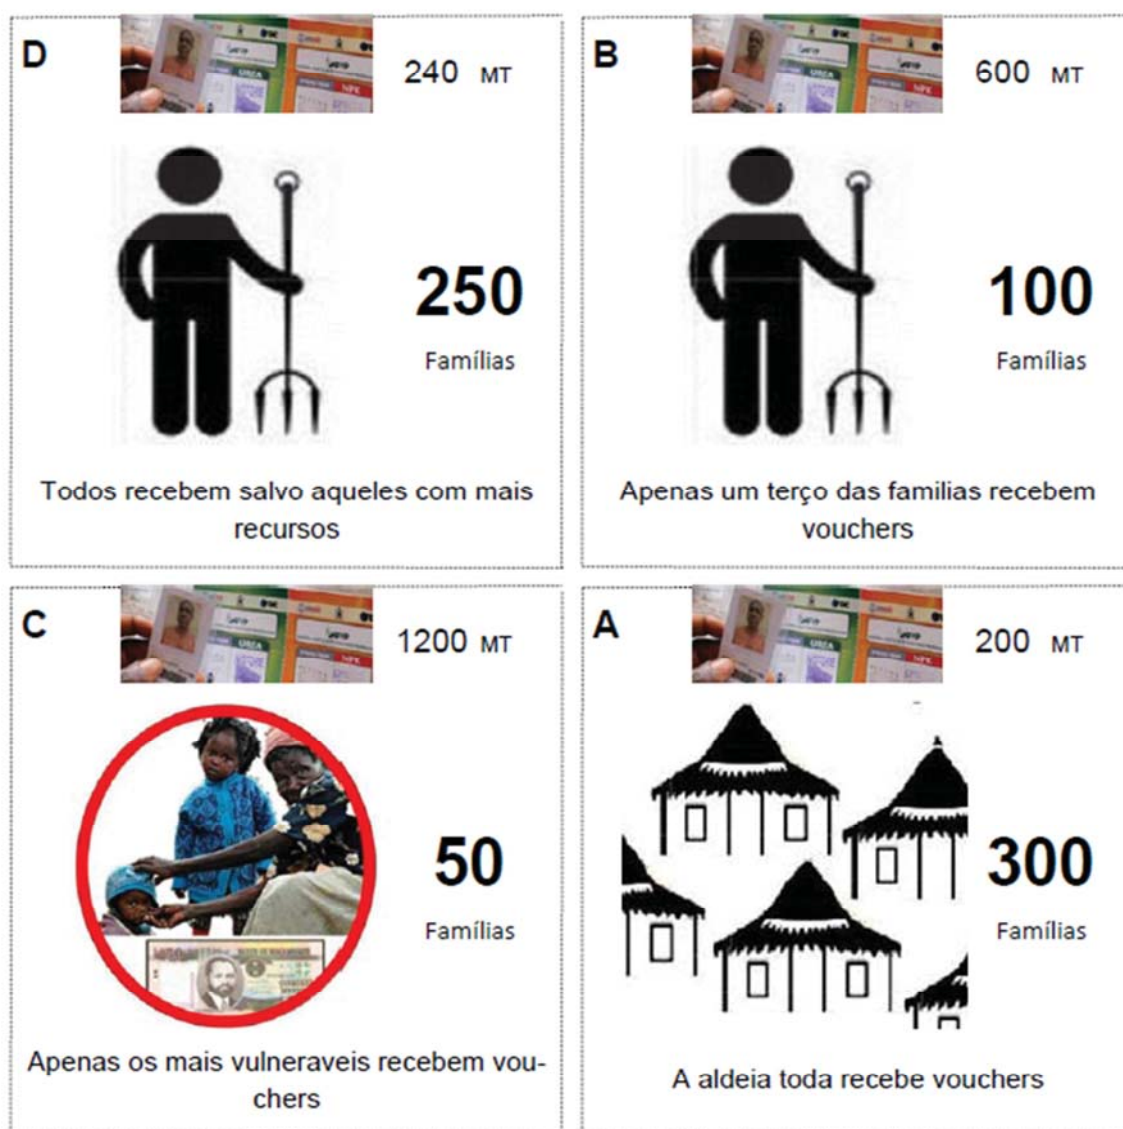 D
240 MT
250
Famílias
Todos recebem salvo aqueles com mais
recursos
B
600 MT
100
Famílias
Apenas um terço das familias recebem
vouchers
C
1200 MT
50
Famílias
Apenas os mais vulneraveis recebem vou-
chers
A
200 MT
300
Famílias
A aldeia toda recebe vouchers